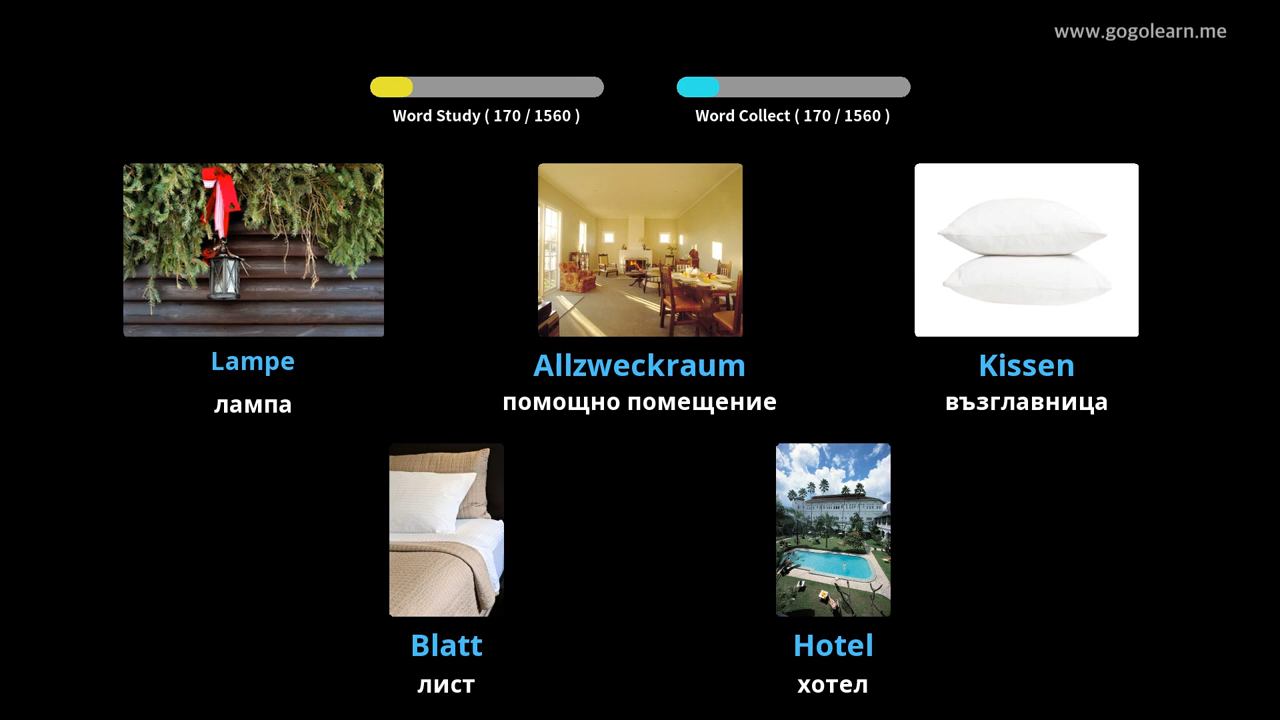 www.gogolearn.me
Word Study ( 170 / 1560 )
Word Collect ( 170 / 1560 )
Lampe
лампа
Allzweckraum
помощно помещение
Kissen
възглавница
Blatt
лист
Hotel
хотел